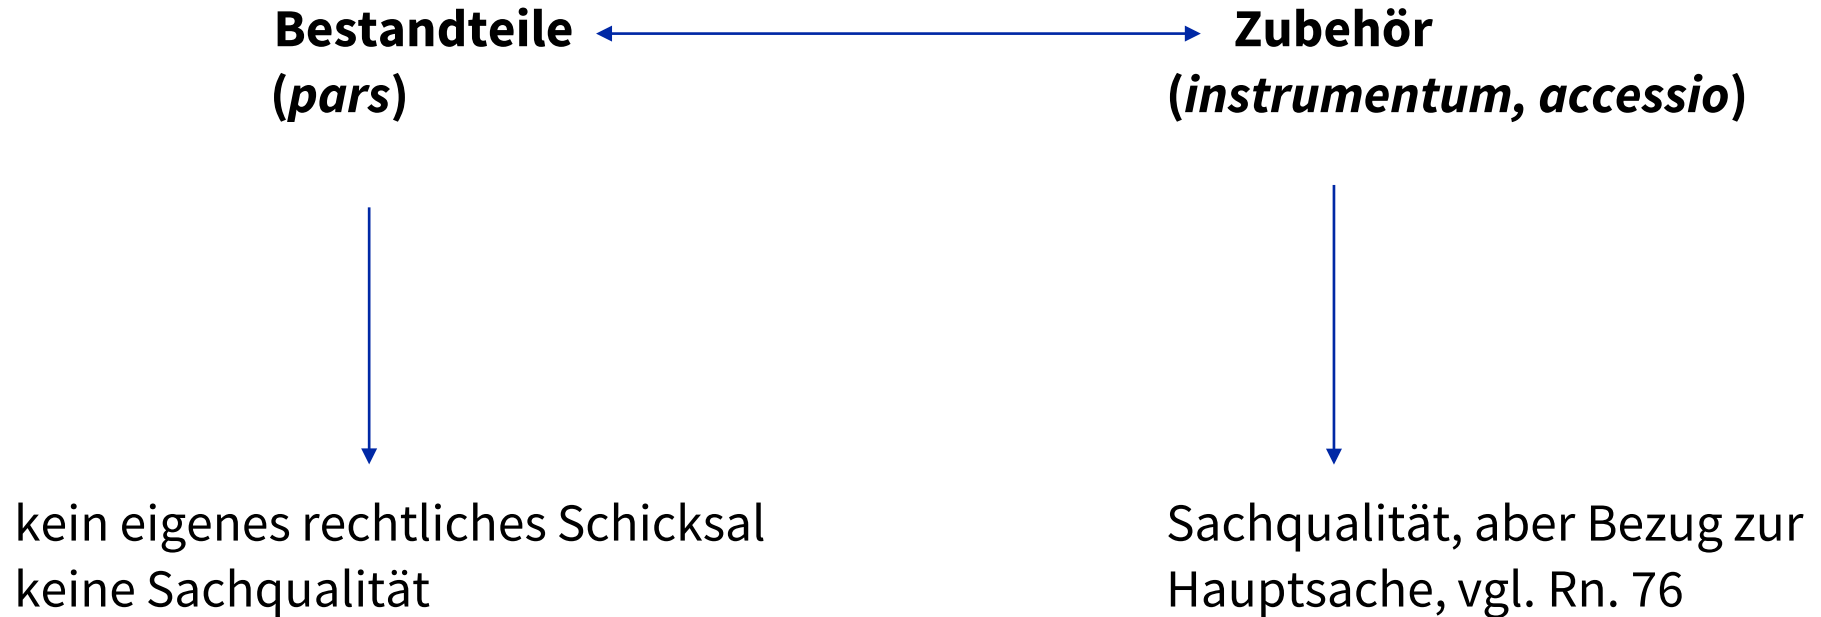 Bestandteile
(pars)
kein eigenes rechtliches Schicksal
keine Sachqualität
Zubehör
(instrumentum, accessio)
Sachqualität, aber Bezug zur
Hauptsache, vgl. Rn. 76